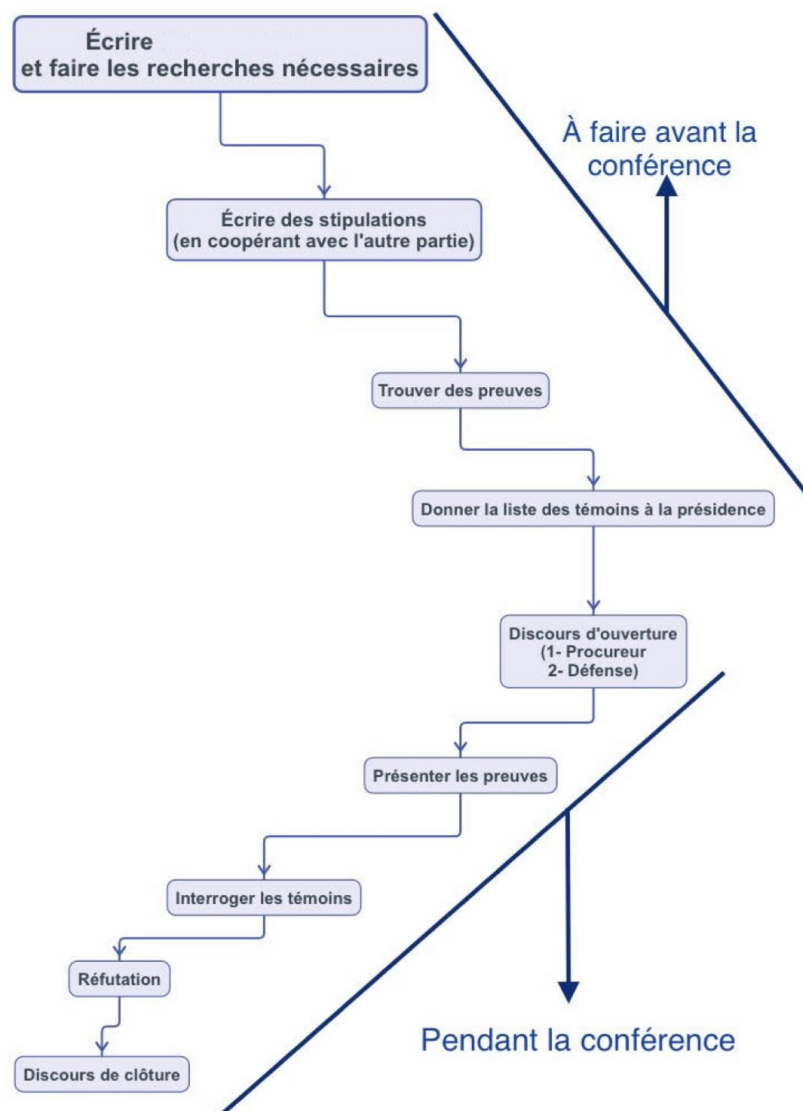 Écrire
et faire les recherches nécessaires
À faire avant la
conférence
Écrire des stipulations
(en coopérant avec l'autre partie)
Trouver des preuves
Donner la liste des témoins à la présidence
Discours d'ouverture
(1- Procureur
2- Défense)
Présenter les preuves
Interroger les témoins
Réfutation
Pendant la conférence
Discours de clôture